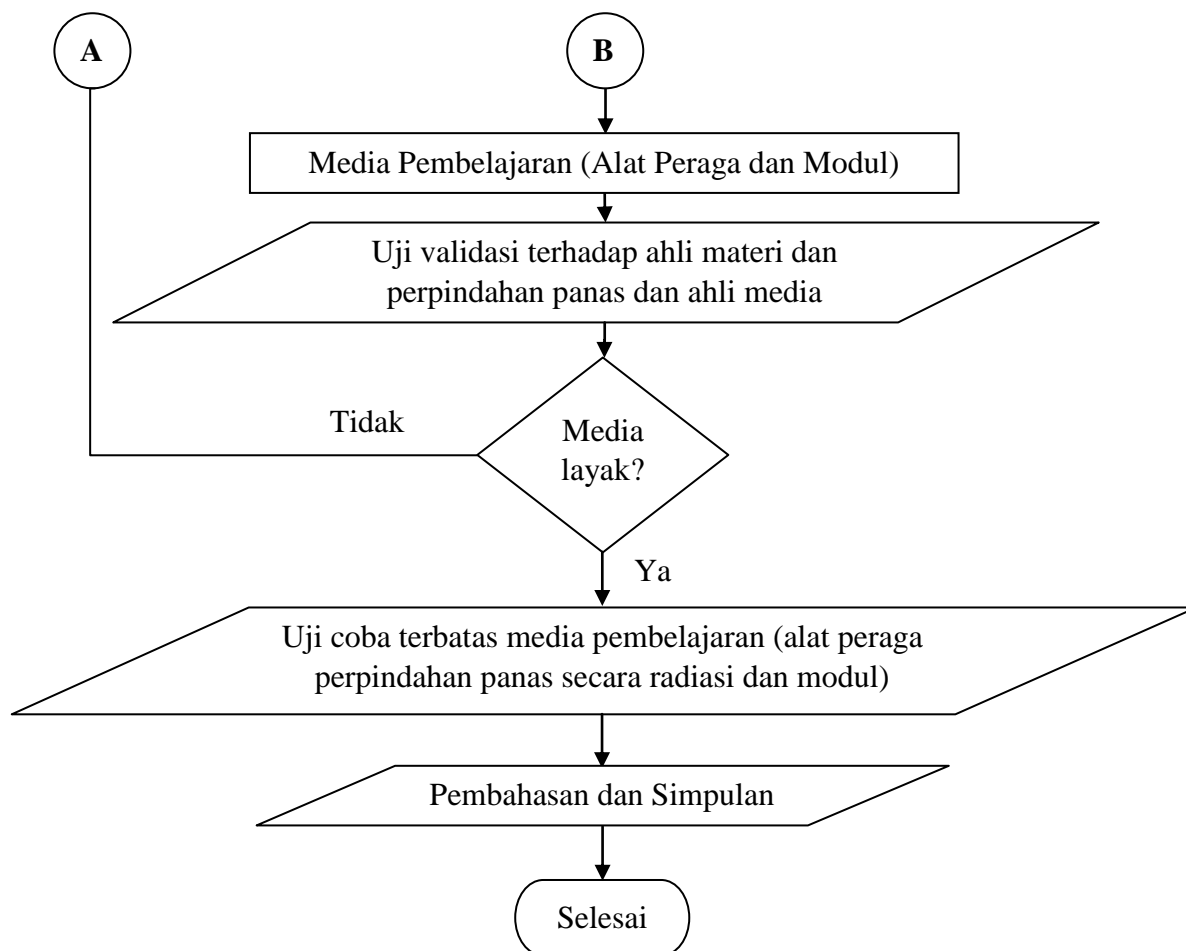 A
B
Media Pembelajaran (Alat Peraga dan Modul)
Uji validasi terhadap ahli materi dan
perpindahan panas dan ahli media
Tidak
Media
layak?
Ya
Uji coba terbatas media pembelajaran (alat peraga
perpindahan panas secara radiasi dan modul)
Pembahasan dan Simpulan
Selesai